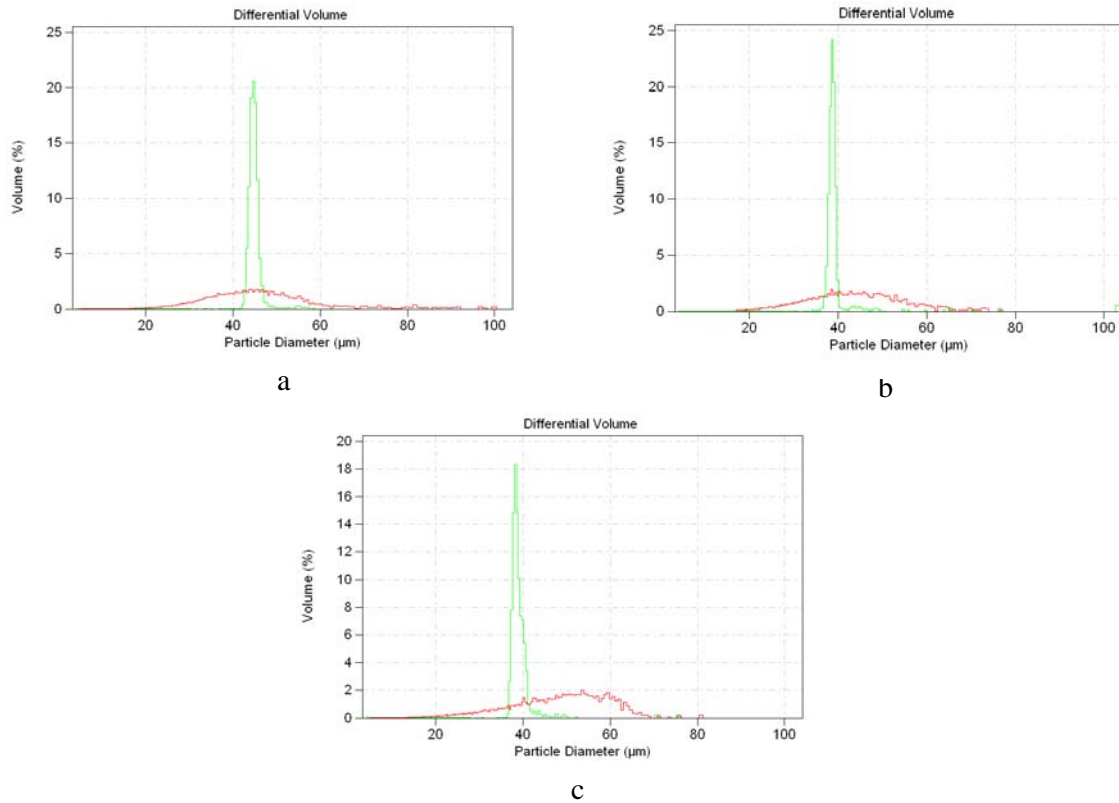 Differential Volume
25
20
15
10
5
0
Volume (%)
20 40 60 80 100
Particle Diameter (µm)
a
Differential Volume
25
20
15
10
5
0
Volume (%)
20 40 60 80 100
Particle Diameter (µm)
b
Differential Volume
20
18
16
14
12
10
8
6
4
2
0
Volume (%)
20 40 60 80 100
Particle Diameter (µm)
c